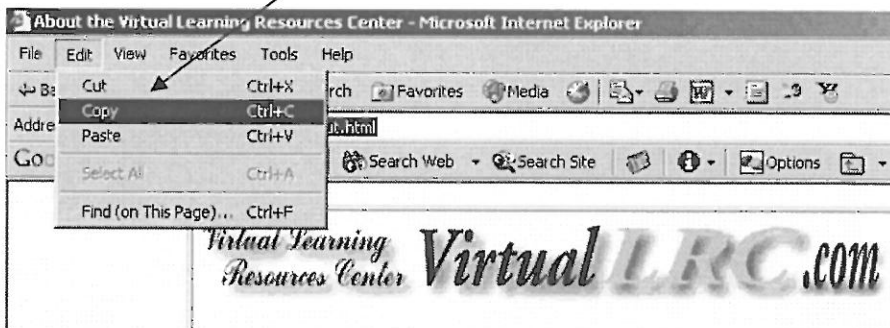 About the Virtual Learning Resources Center - Microsoft Internet Explorer
File Edit View Favorites Tools Help
Cut Ctrl+X
rch Favorites Media
Copy Ctrl+C
Addre ut.html
Paste Ctrl+V
Goo Search Web Search Site Options
Select All Ctrl+A
Find (on This Page)... Ctrl+F
Virtual Learning
Resources Center
VirtualLRC.com